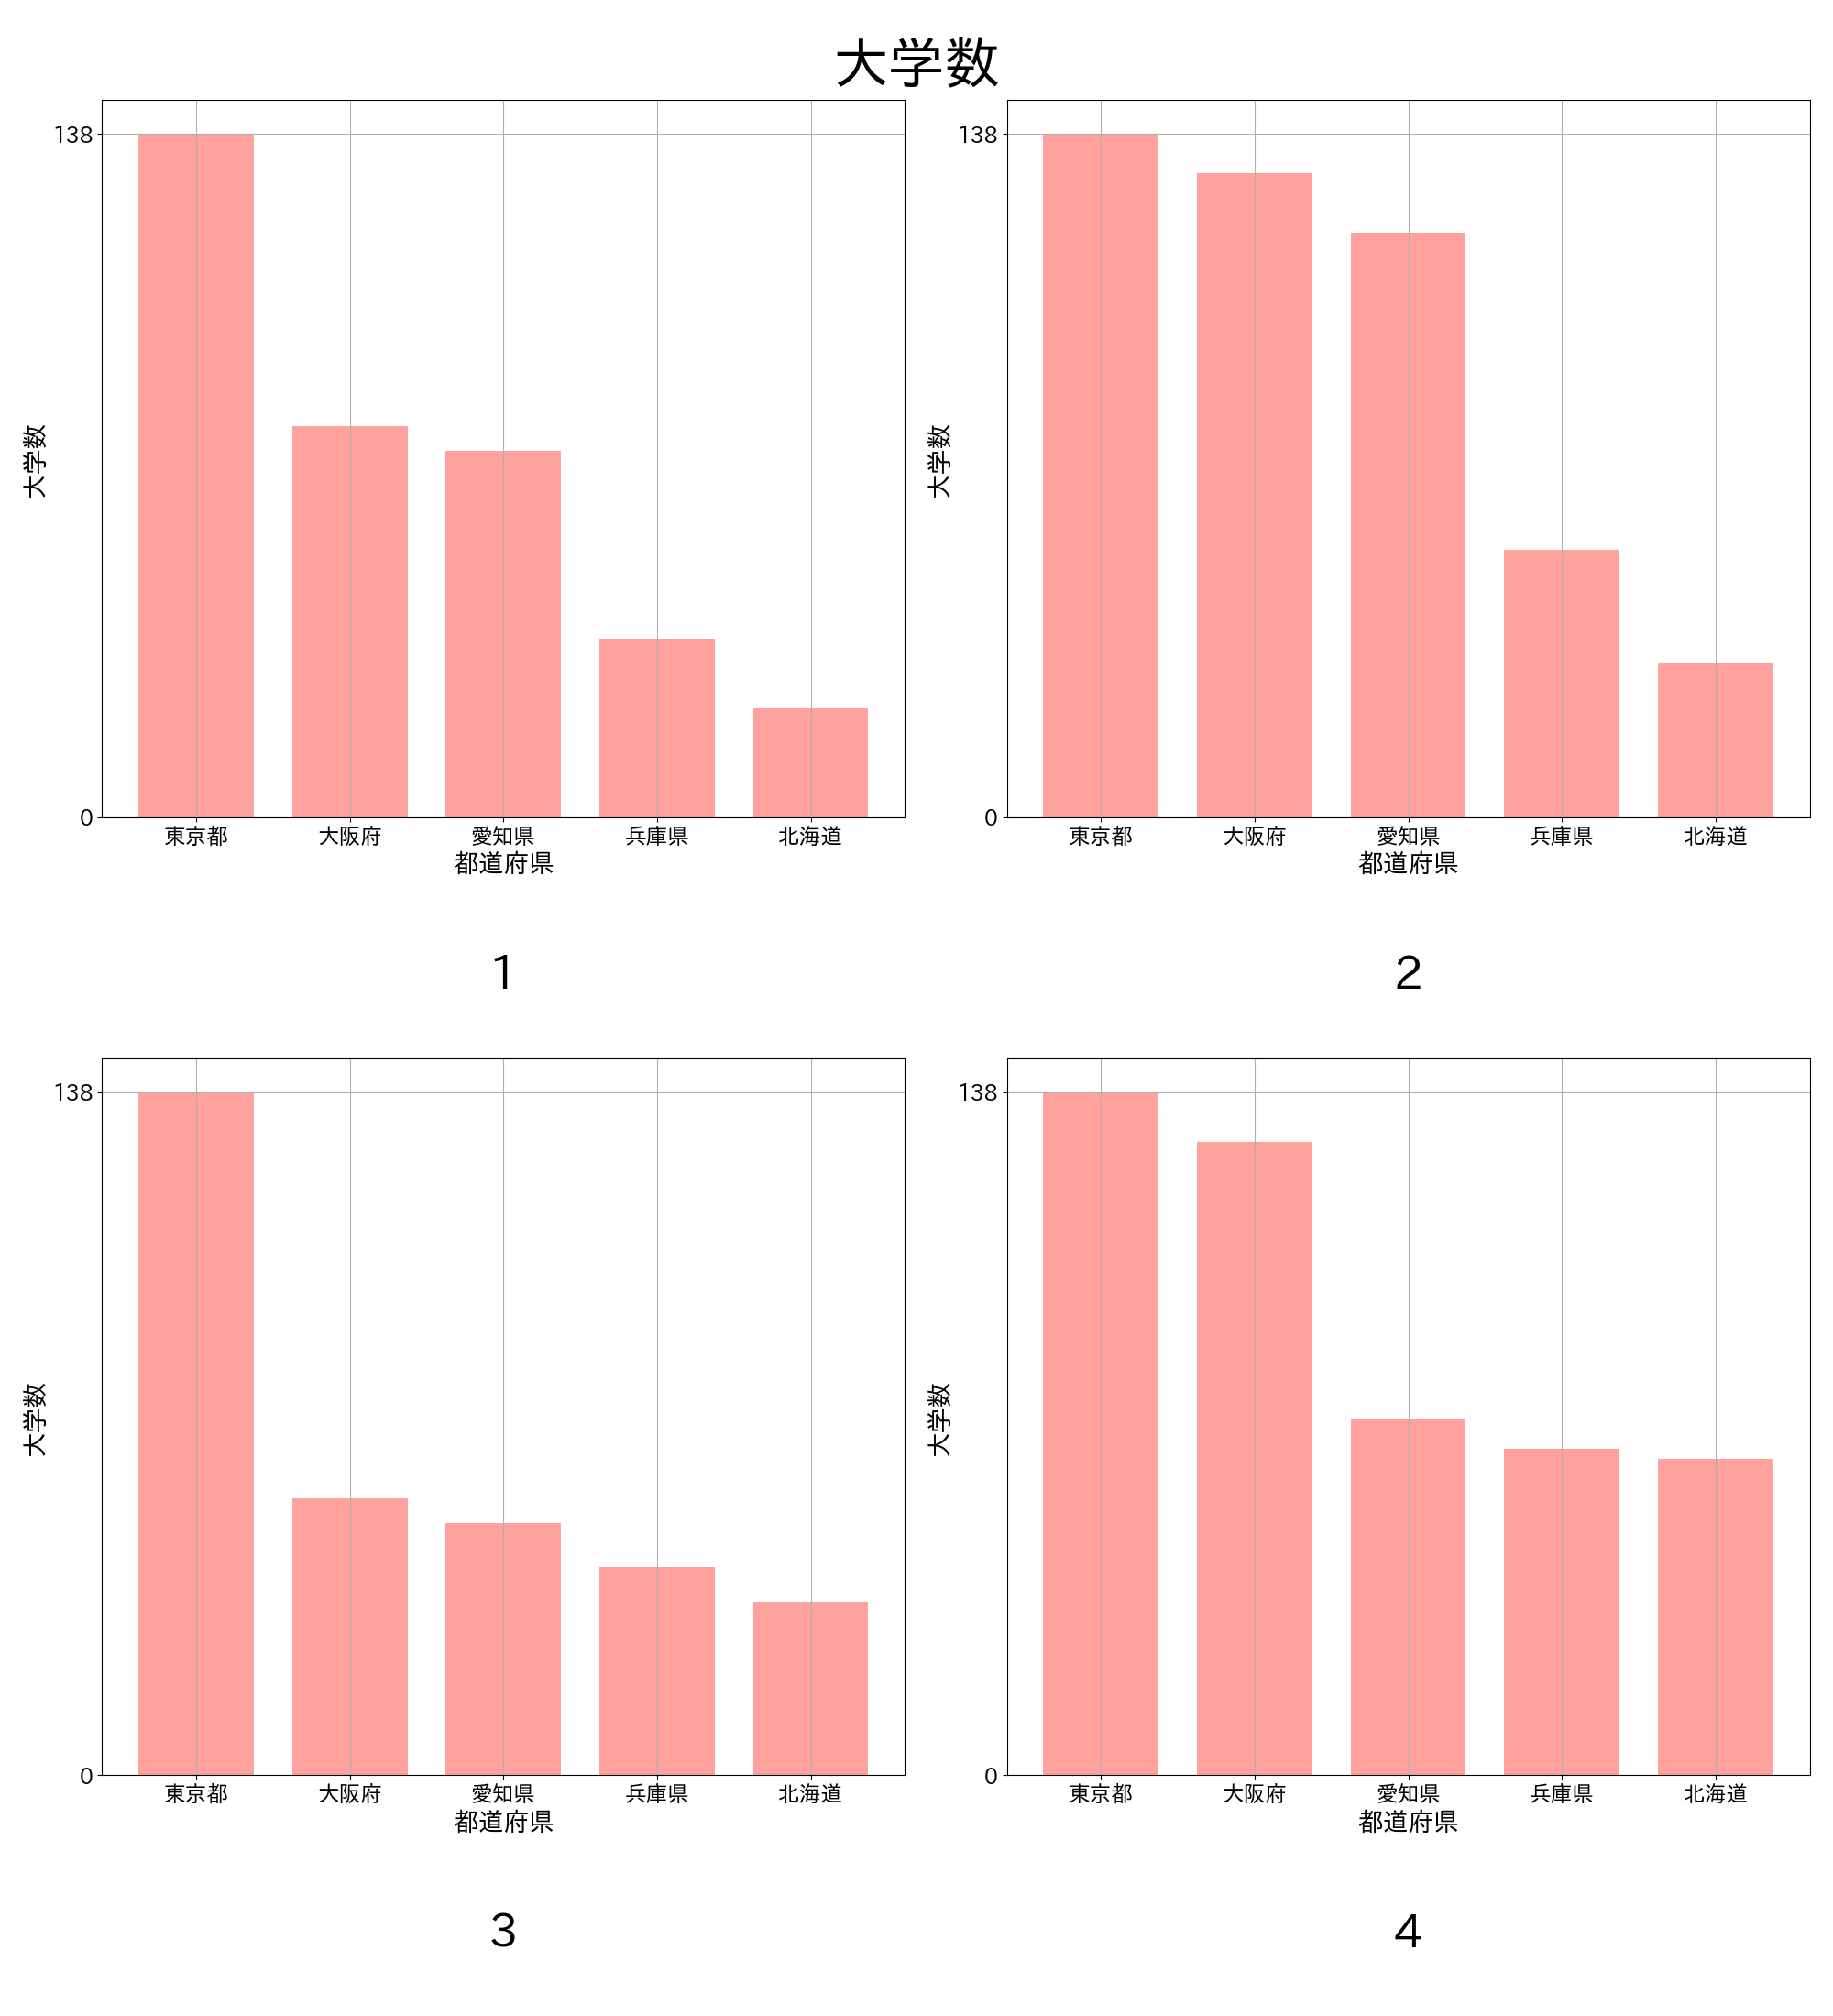 大学数
138
0
大学数
東京都 大阪府 愛知県 兵庫県 北海道
都道府県
1
138
0
大学数
東京都 大阪府 愛知県 兵庫県 北海道
都道府県
2
138
0
大学数
東京都 大阪府 愛知県 兵庫県 北海道
都道府県
3
138
0
大学数
東京都 大阪府 愛知県 兵庫県 北海道
都道府県
4